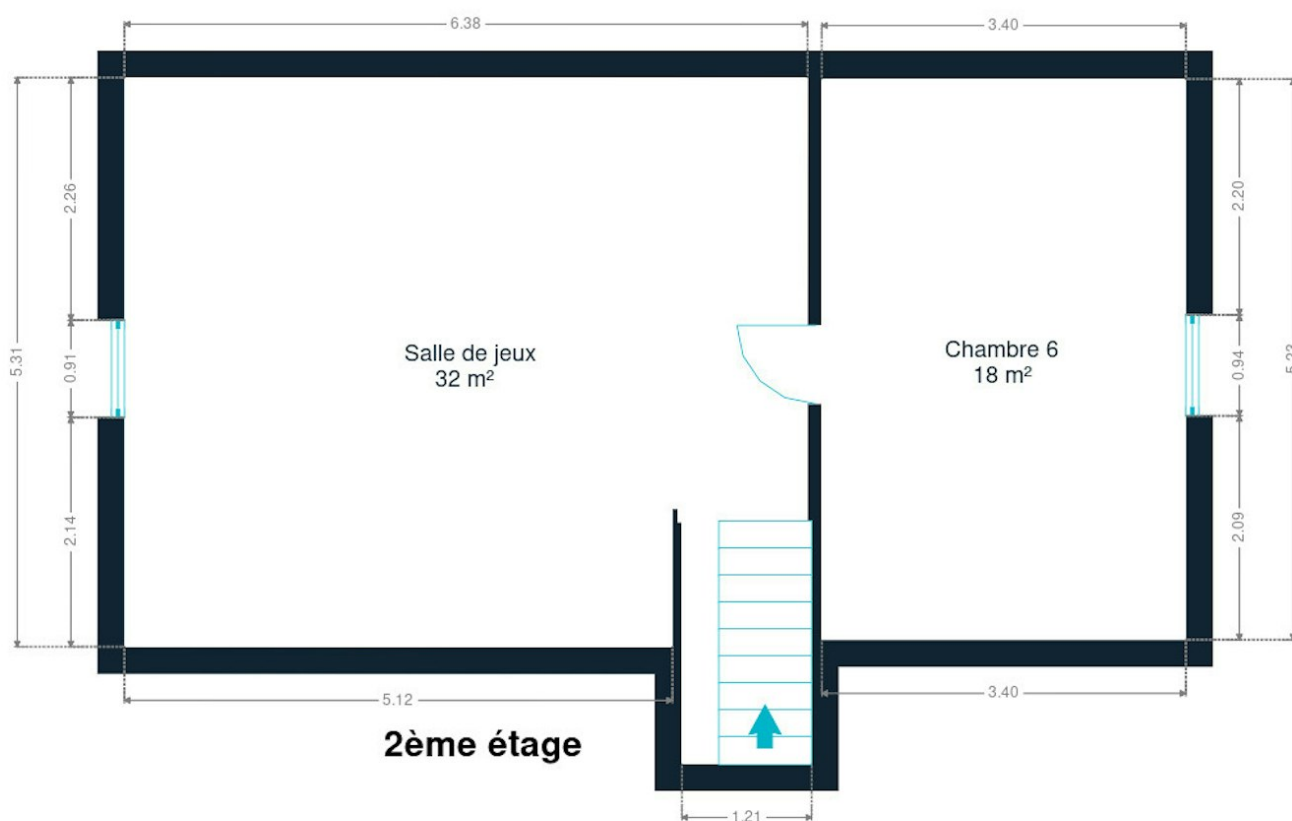 6.38
3.40
2.26
2.20
5.31
0.91
Salle de jeux
32 m²
Chambre 6
18 m²
0.94
2.14
2.09
5.12
3.40
2ème étage
1.21